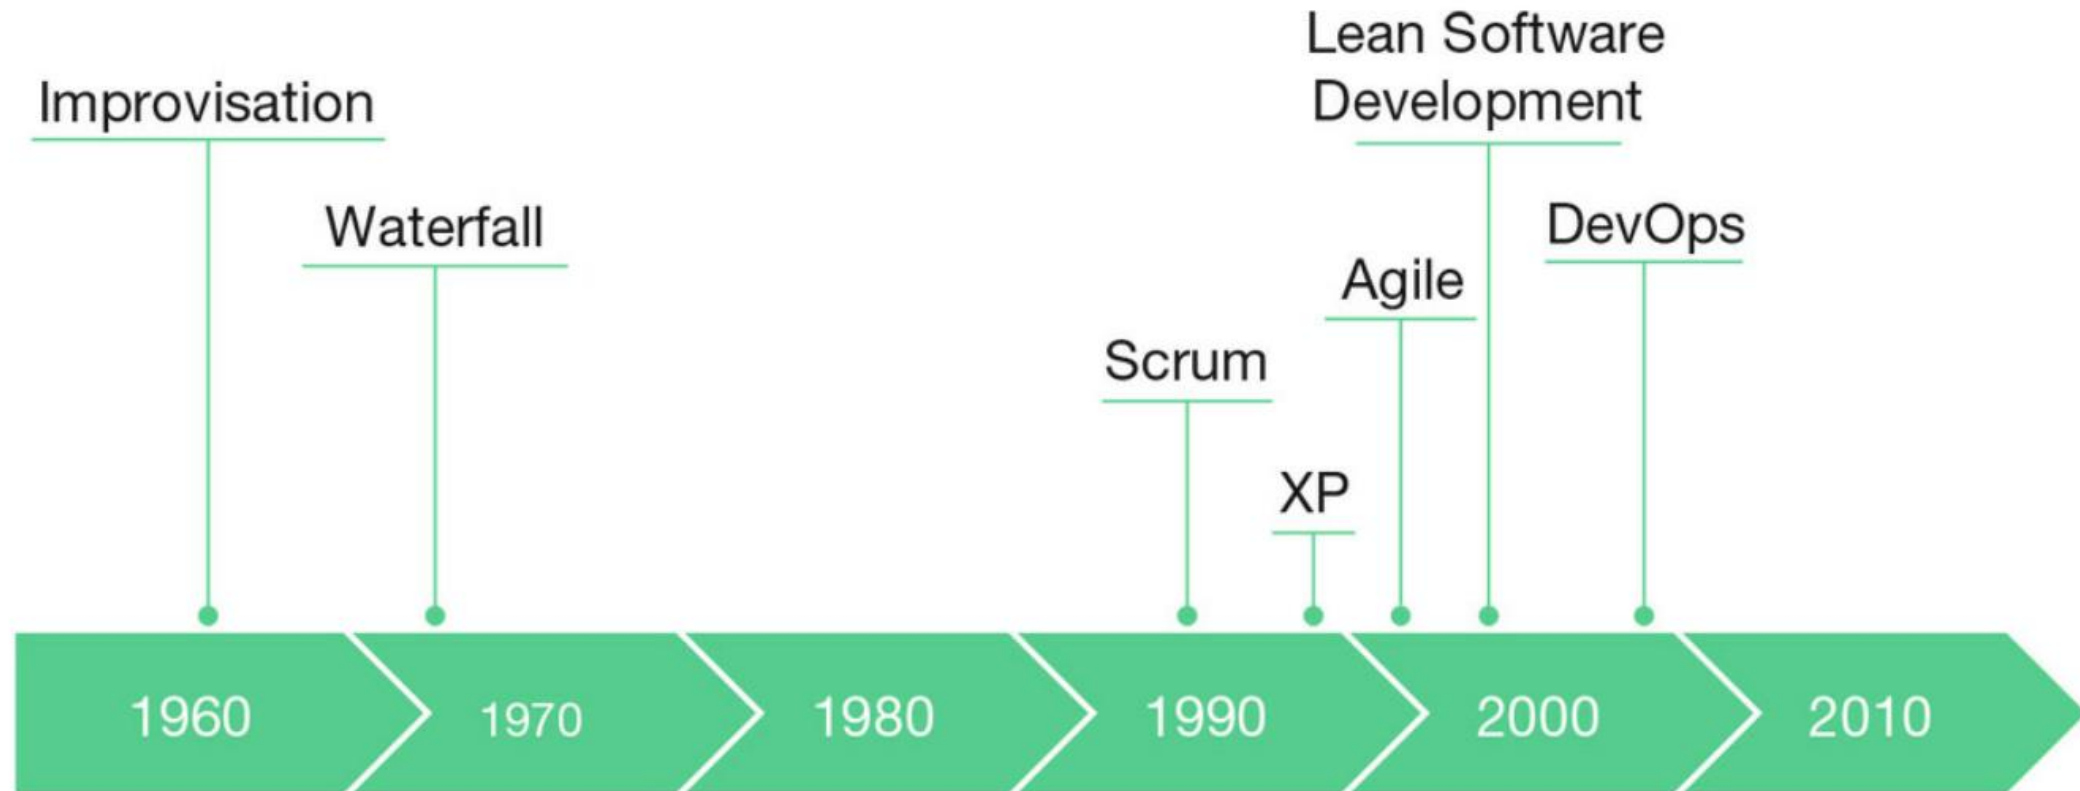 Improvisation
Waterfall
Scrum
XP
Agile
Lean Software
Development
DevOps
1960
1970
1980
1990
2000
2010